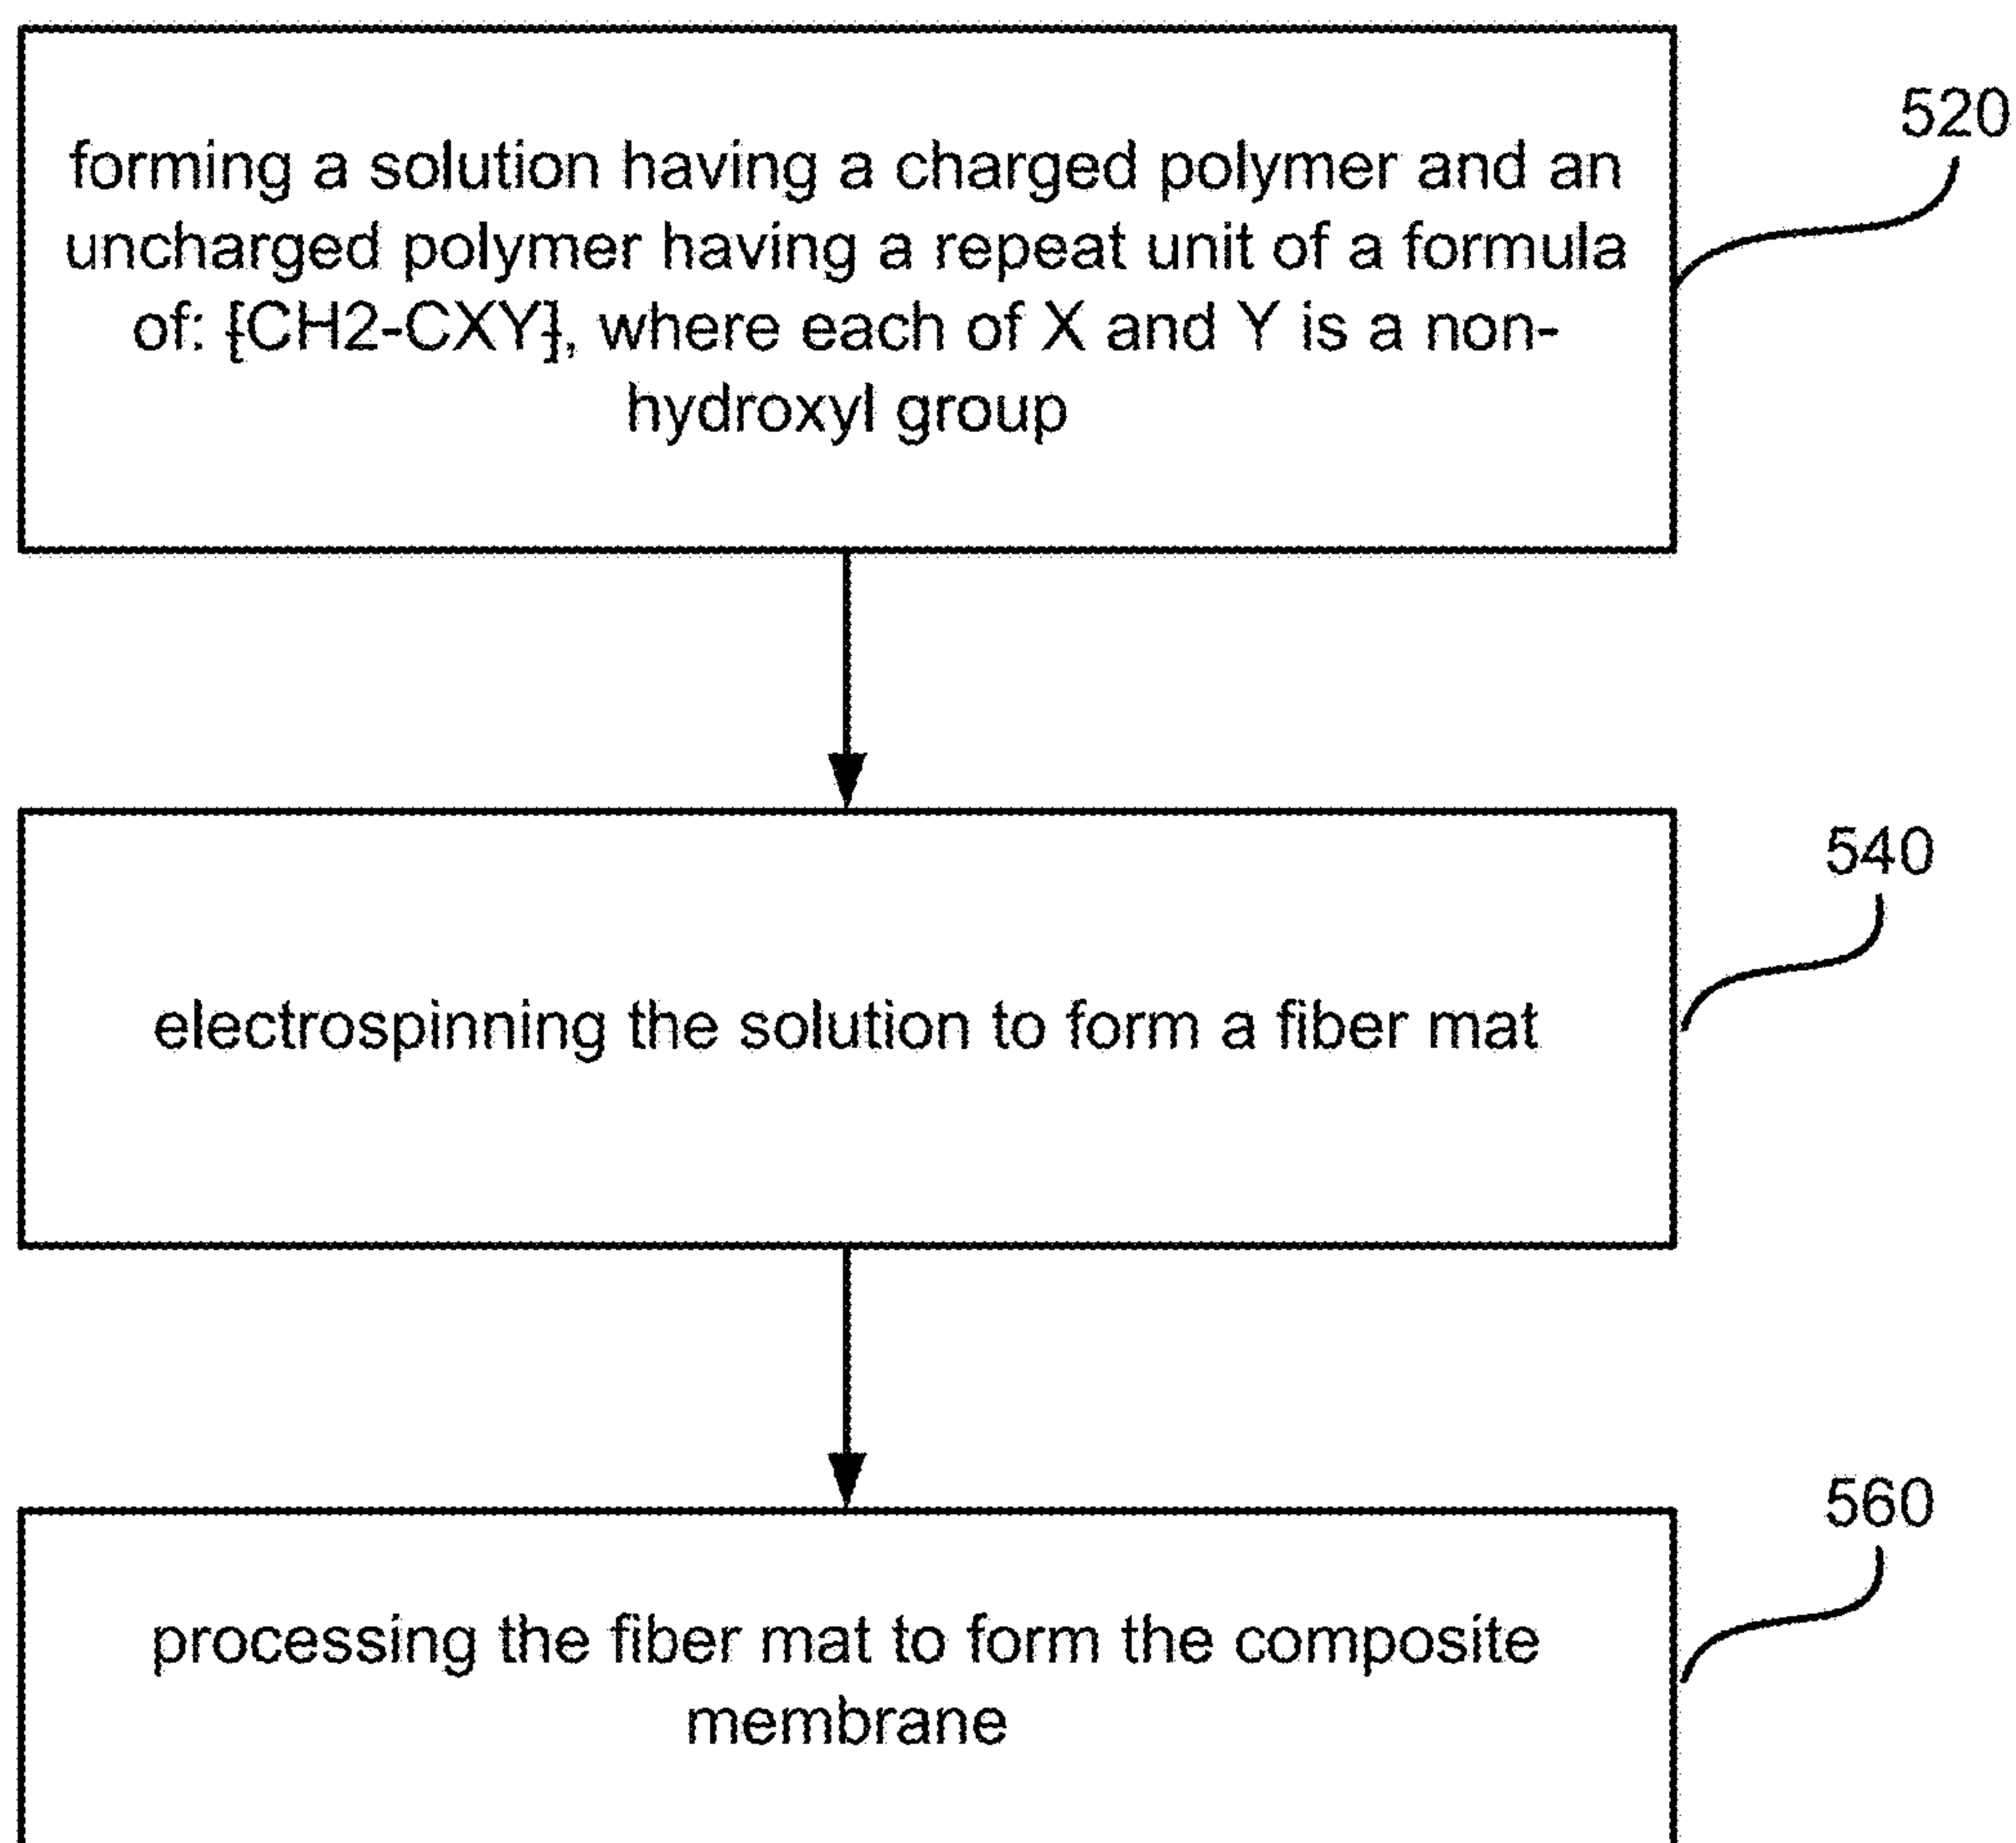 forming a solution having a charged polymer and an
uncharged polymer having a repeat unit of a formula
of: [CH2-CXY], where each of X and Y is a non-
hydroxyl group
520
electrospinning the solution to form a fiber mat
540
processing the fiber mat to form the composite
membrane
560